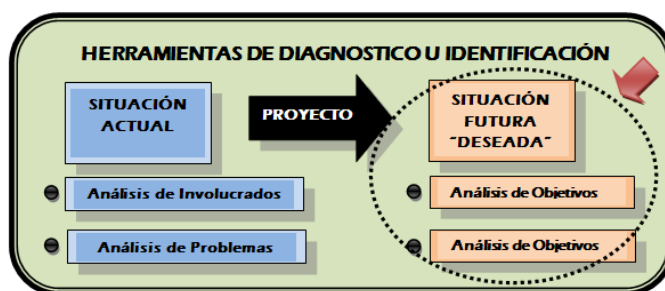 HERRAMIENTAS DE DIAGNOSTICO U IDENTIFICACIÓN
SITUACIÓN
ACTUAL
PROYECTO
SITUACIÓN
FUTURA
“DESEADA”
Análisis de Involucrados
Análisis de Objetivos
Análisis de Problemas
Análisis de Objetivos